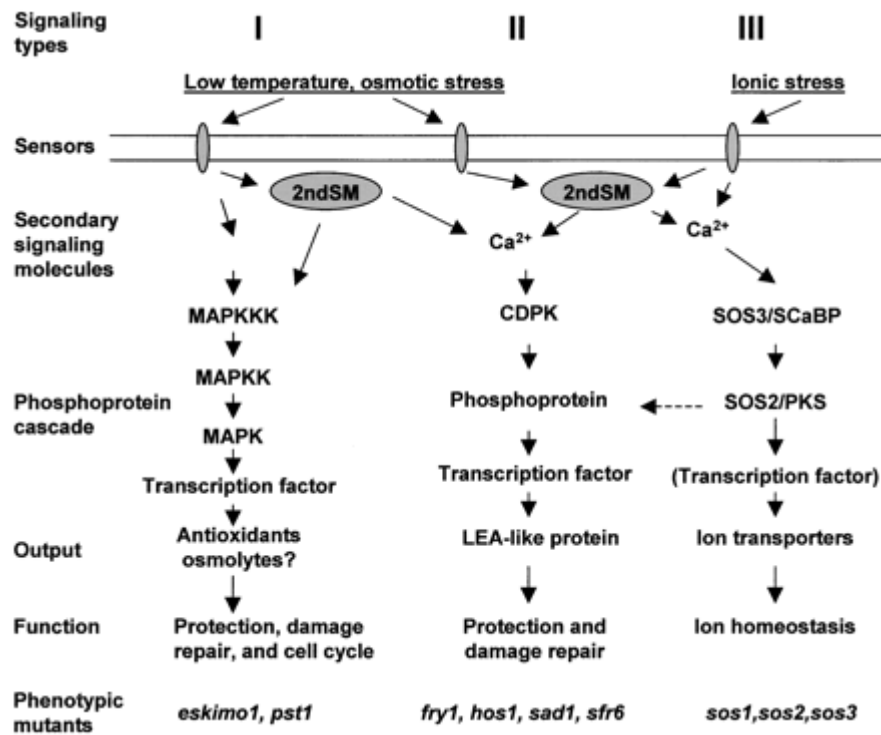 Signaling types
I II III
Low temperature, osmotic stress
Ionic stress
Sensors
2ndSM 2ndSM
Secondary signaling molecules
Ca²⁺ Ca²⁺
MAPKKK CDPK SOS3/SCaBP
MAPKK
Phosphoprotein cascade
Phosphoprotein SOS2/PKS
MAPK
Transcription factor Transcription factor (Transcription factor)
Output
Antioxidants osmolytes?
LEA-like protein
Ion transporters
Function
Protection, damage repair, and cell cycle
Protection and damage repair
Ion homeostasis
Phenotypic mutants
eskimo1, pst1
fry1, hos1, sad1, sfr6
sos1,sos2,sos3